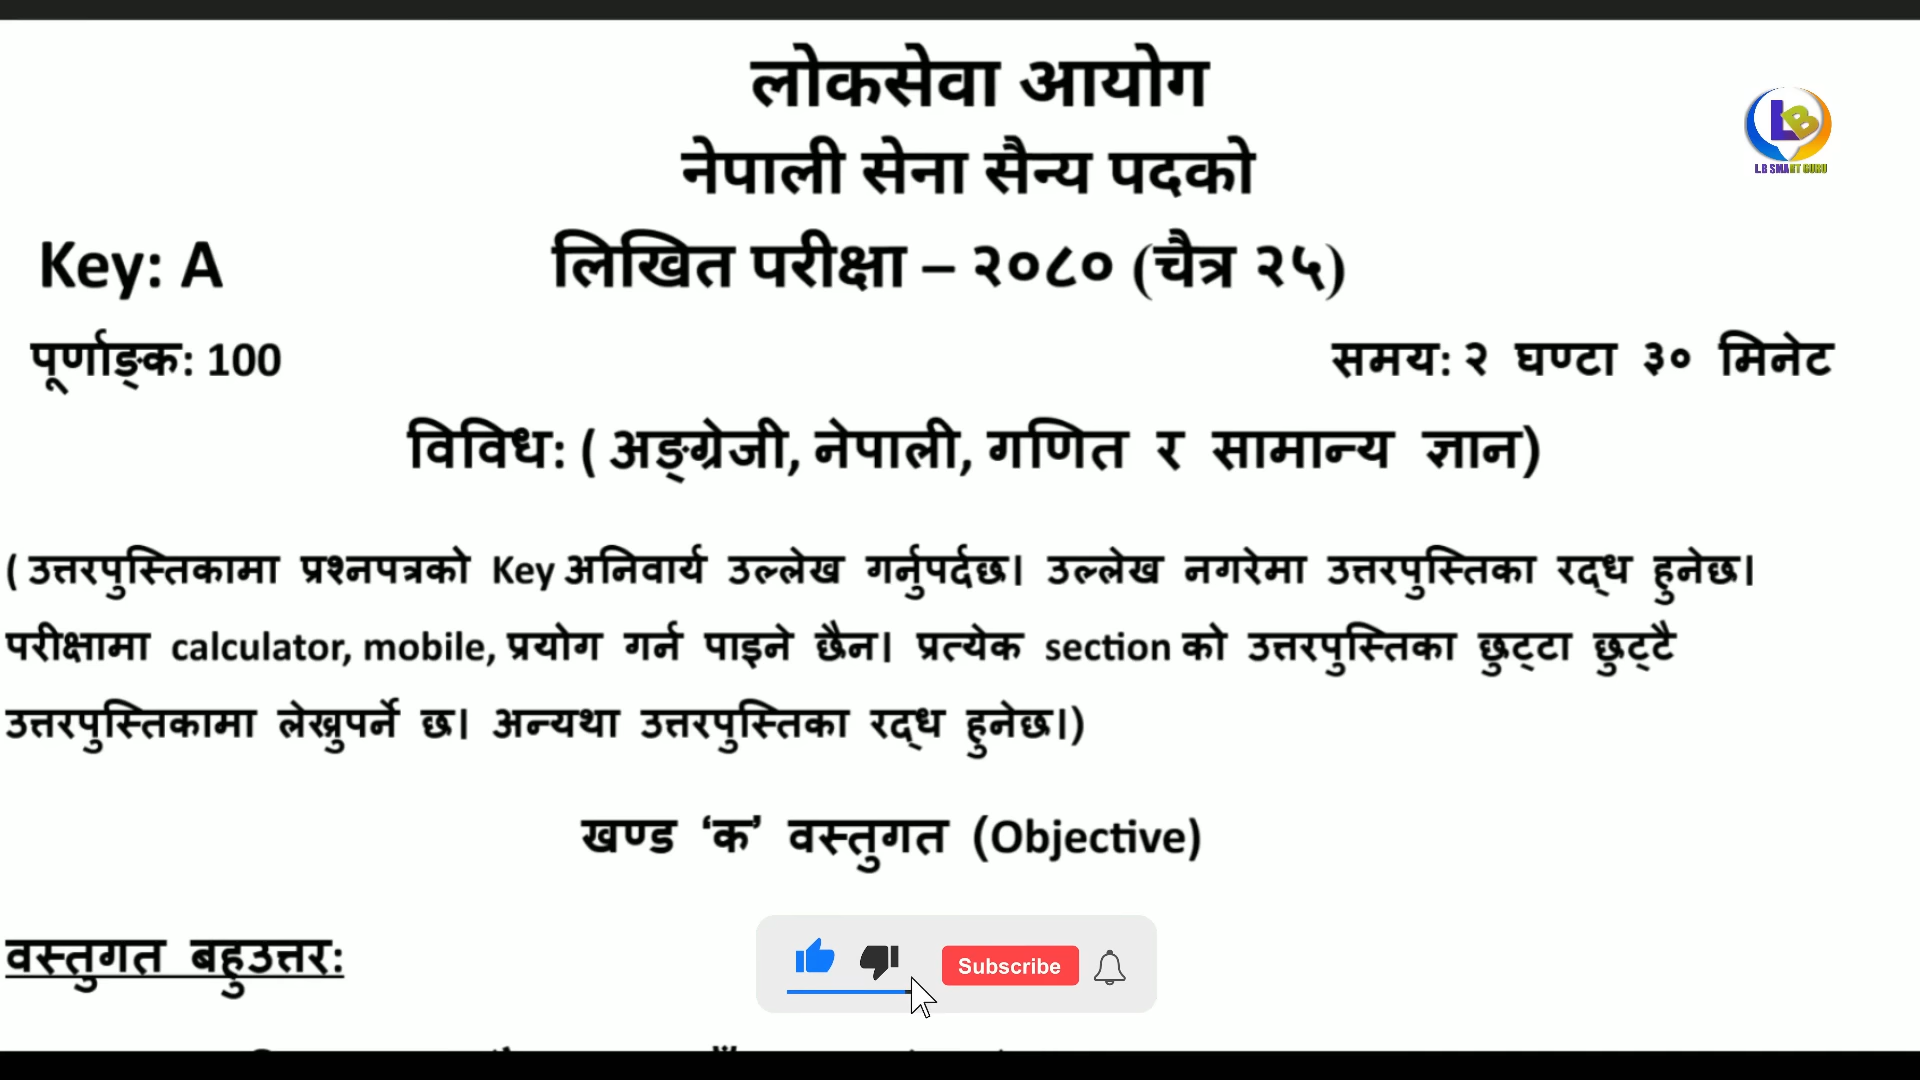 लोकसेवा आयोग
नेपाली सेना सैन्य पदको
Key: A
लिखित परीक्षा – २०८० (चैत्र २५)
पूर्णाङ्क: 100
समय: २ घण्टा ३० मिनेट
विविध: ( अङ्ग्रेजी, नेपाली, गणित र सामान्य ज्ञान)
( उत्तरपुस्तिकामा प्रश्नपत्रको Key अनिवार्य उल्लेख गर्नुपर्दछ। उल्लेख नगरेमा उत्तरपुस्तिका रद्ध हुनेछ।
परीक्षामा calculator, mobile, प्रयोग गर्न पाइने छैन। प्रत्येक section को उत्तरपुस्तिका छुट्टा छुट्टै
उत्तरपुस्तिकामा लेख्नुपर्ने छ। अन्यथा उत्तरपुस्तिका रद्ध हुनेछ।)
खण्ड ‘क’ वस्तुगत (Objective)
वस्तुगत बहुउत्तर:
Subscribe
LB
L.B SMART GURU